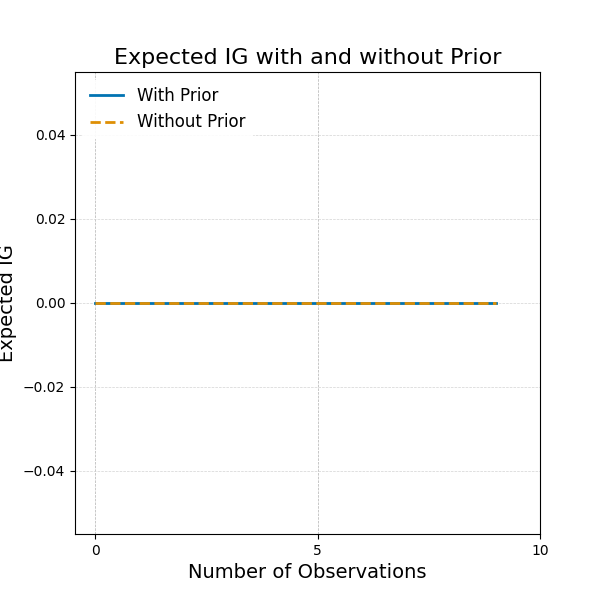 Expected IG with and without Prior
With Prior
Without Prior
0.04
0.02
0.00
−0.02
−0.04
Expected IG
0 5 10
Number of Observations